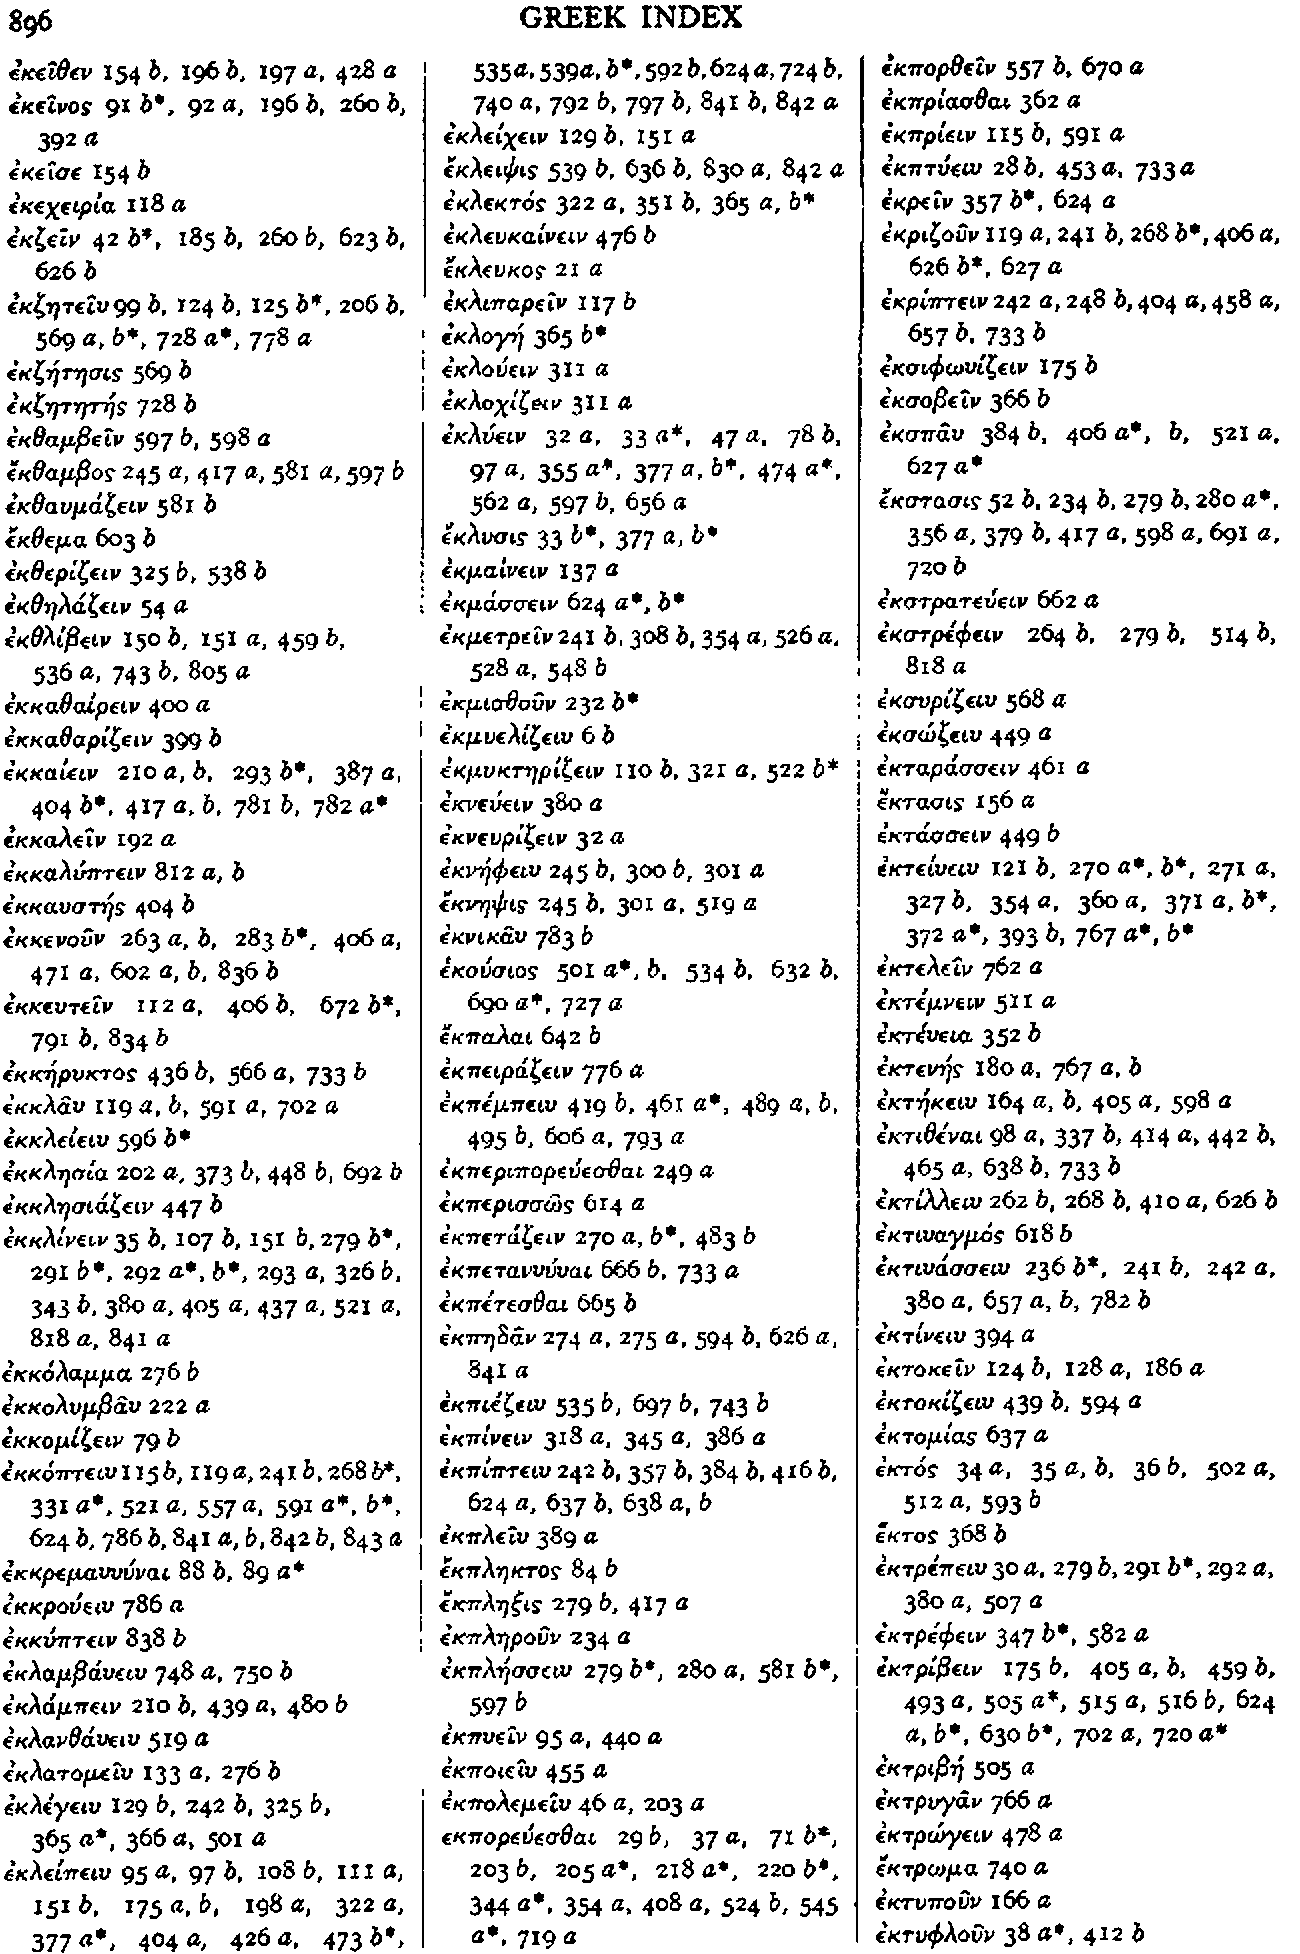 896
GREEK INDEX
ἐκεῖθεν 154 b, 196 b, 197 a, 428 a
ἐκεῖνος 91 b*, 92 a, 196 b, 260 b,
392 a
ἐκεῖσε 154 b
ἐκεχειρία 118 a
ἐκζεῖν 42 b*, 185 b, 260 b, 623 b,
626 b
ἐκζητεῖν 99 b, 124 b, 125 b*, 206 b,
569 a, b*, 728 a*, 778 a
ἐκζήτησις 569 b
ἐκζητητής 728 b
ἐκθαμβεῖν 597 b, 598 a
ἔκθαμβος 245 a, 417 a, 581 a, 597 b
ἐκθαυμάζειν 581 b
ἔκθεμα 603 b
ἐκθερίζειν 325 b, 538 b
ἐκθηλάζειν 54 a
ἐκθλίβειν 150 b, 151 a, 459 b,
536 a, 743 b, 805 a
ἐκκαθαίρειν 400 a
ἐκκαθαρίζειν 399 b
ἐκκαίειν 210 a, b, 293 b*, 387 a,
404 b*, 417 a, b, 781 b, 782 a*
ἐκκαλεῖν 192 a
ἐκκαλύπτειν 812 a, b
ἐκκαυστής 404 b
ἐκκενοῦν 263 a, b, 283 b*, 406 a,
471 a, 602 a, b, 836 b
ἐκκεντεῖν 112 a, 406 b, 672 b*,
791 b, 834 b
ἐκκήρυκτος 436 b, 566 a, 733 b
ἐκκλᾶν 119 a, b, 591 a, 702 a
ἐκκλείειν 596 b*
ἐκκλησία 202 a, 373 b, 448 b, 692 b
ἐκκλησιάζειν 447 b
ἐκκλίνειν 35 b, 107 b, 151 b, 279 b*,
291 b*, 292 a*, b*, 293 a, 326 b,
343 b, 380 a, 405 a, 437 a, 521 a,
818 a, 841 a
ἐκκόλαμμα 276 b
ἐκκολυμβᾶν 222 a
ἐκκομίζειν 79 b
ἐκκόπτειν 115 b, 119 a, 241 b, 268 b*,
331 a*, 521 a, 557 a, 591 a*, b*,
624 b, 786 b, 841 a, b, 842 b, 843 a
ἐκκρεμαννύναι 88 b, 89 a*
ἐκκρούειν 786 a
ἐκκύπτειν 838 b
ἐκλαμβάνειν 748 a, 750 b
ἐκλάμπειν 210 b, 439 a, 480 b
ἐκλανθάνειν 519 a
ἐκλατομεῖν 133 a, 276 b
ἐκλέγειν 129 b, 242 b, 325 b,
365 a*, 366 a, 501 a
ἐκλείπειν 95 a, 97 b, 108 b, 111 a,
151 b, 175 a, b, 198 a, 322 a,
377 a*, 404 a, 426 a, 473 b*,
535 a, 539 a, b*, 592 b, 624 a, 724 b,
740 a, 792 b, 797 b, 841 b, 842 a
ἐκλείχειν 129 b, 151 a
ἔκλειψις 539 b, 636 b, 830 a, 842 a
ἐκλεκτός 322 a, 351 b, 365 a, b*
ἐκλευκαίνειν 476 b
ἔκλευκος 21 a
ἐκλιπαρεῖν 117 b
ἐκλογή 365 b*
ἐκλούειν 311 a
ἐκλοχίζειν 311 a
ἐκλύειν 32 a, 33 a*, 47 a, 78 b,
97 a, 355 a*, 377 a, b*, 474 a*,
562 a, 597 b, 656 a
ἔκλυσις 33 b*, 377 a, b*
ἐκμαίνειν 137 a
ἐκμάσσειν 624 a*, b*
ἐκμετρεῖν 241 b, 308 b, 354 a, 526 a,
528 a, 548 b
ἐκμισθοῦν 232 b*
ἐκμυελίζειν 6 b
ἐκμυκτηρίζειν 110 b, 321 a, 522 b*
ἐκνεύειν 380 a
ἐκνευρίζειν 32 a
ἐκνήφειν 245 b, 300 b, 301 a
ἔκνηψις 245 b, 301 a, 519 a
ἐκνικᾶν 783 b
ἑκούσιος 501 a*, b, 534 b, 632 b,
690 a*, 727 a
ἔκπαλαι 642 b
ἐκπειράζειν 776 a
ἐκπέμπειν 419 b, 461 a*, 489 a, b,
495 b, 606 a, 793 a
ἐκπεριπορεύεσθαι 249 a
ἐκπερισσῶς 614 a
ἐκπετάζειν 270 a, b*, 483 b
ἐκπεταννύναι 666 b, 733 a
ἐκπέτεσθαι 665 b
ἐκπηδᾶν 274 a, 275 a, 594 b, 626 a,
841 a
ἐκπιέζειν 535 b, 697 b, 743 b
ἐκπίνειν 318 a, 345 a, 386 a
ἐκπίπτειν 242 b, 357 b, 384 b, 416 b,
624 a, 637 b, 638 a, b
ἐκπλεῖν 389 a
ἔκπληκτος 84 b
ἔκπληξις 279 b, 417 a
ἐκπληροῦν 234 a
ἐκπλήσσειν 279 b*, 280 a, 581 b*,
597 b
ἐκπνεῖν 95 a, 440 a
ἐκποιεῖν 455 a
ἐκπολεμεῖν 46 a, 203 a
εκπορεύεσθαι 29 b, 37 a, 71 b*,
203 b, 205 a*, 218 a*, 220 b*,
344 a*, 354 a, 408 a, 524 b, 545
a*, 719 a
ἐκπορθεῖν 557 b, 670 a
ἐκπρίασθαι 362 a
ἐκπρίειν 115 b, 591 a
ἐκπτύειν 28 b, 453 a, 733 a
ἐκρεῖν 357 b*, 624 a
ἐκριζοῦν 119 a, 241 b, 268 b*, 406 a,
626 b*, 627 a
ἐκρίπτειν 242 a, 248 b, 404 a, 458 a,
657 b, 733 b
ἐκσιφωνίζειν 175 b
ἐκσοβεῖν 366 b
ἐκσπᾶν 384 b, 406 a*, b, 521 a,
627 a*
ἔκστασις 52 b, 234 b, 279 b, 280 a*,
356 a, 379 b, 417 a, 598 a, 691 a,
720 b
ἐκστρατεύειν 662 a
ἐκστρέφειν 264 b, 279 b, 514 b,
818 a
ἐκσυρίζειν 568 a
ἐκσώζειν 449 a
ἐκταράσσειν 461 a
ἔκτασις 156 a
ἐκτάσσειν 449 b
ἐκτείνειν 121 b, 270 a*, b*, 271 a,
327 b, 354 a, 360 a, 371 a, b*,
372 a*, 393 b, 767 a*, b*
ἐκτελεῖν 762 a
ἐκτέμνειν 511 a
ἐκτένεια 352 b
ἐκτενής 180 a, 767 a, b
ἐκτήκειν 164 a, b, 405 a, 598 a
ἐκτιθέναι 98 a, 337 b, 414 a, 442 b,
465 a, 638 b, 733 b
ἐκτίλλειν 262 b, 268 b, 410 a, 626 b
ἐκτιναγμός 618 b
ἐκτινάσσειν 236 b*, 241 b, 242 a,
380 a, 657 a, b, 782 b
ἐκτίνειν 394 a
ἐκτοκεῖν 124 b, 128 a, 186 a
ἐκτοκίζειν 439 b, 594 a
ἐκτομίας 637 a
ἐκτός 34 a, 35 a, b, 36 b, 502 a,
512 a, 593 b
ἕκτος 368 b
ἐκτρέπειν 30 a, 279 b, 291 b*, 292 a,
380 a, 507 a
ἐκτρέφειν 347 b*, 582 a
ἐκτρίβειν 175 b, 405 a, b, 459 b,
493 a, 505 a*, 515 a, 516 b, 624
a, b*, 630 b*, 702 a, 720 a*
ἐκτριβή 505 a
ἐκτρυγᾶν 766 a
ἐκτρώγειν 478 a
ἔκτρωμα 740 a
ἐκτυποῦν 166 a
ἐκτυφλοῦν 38 a*, 412 b